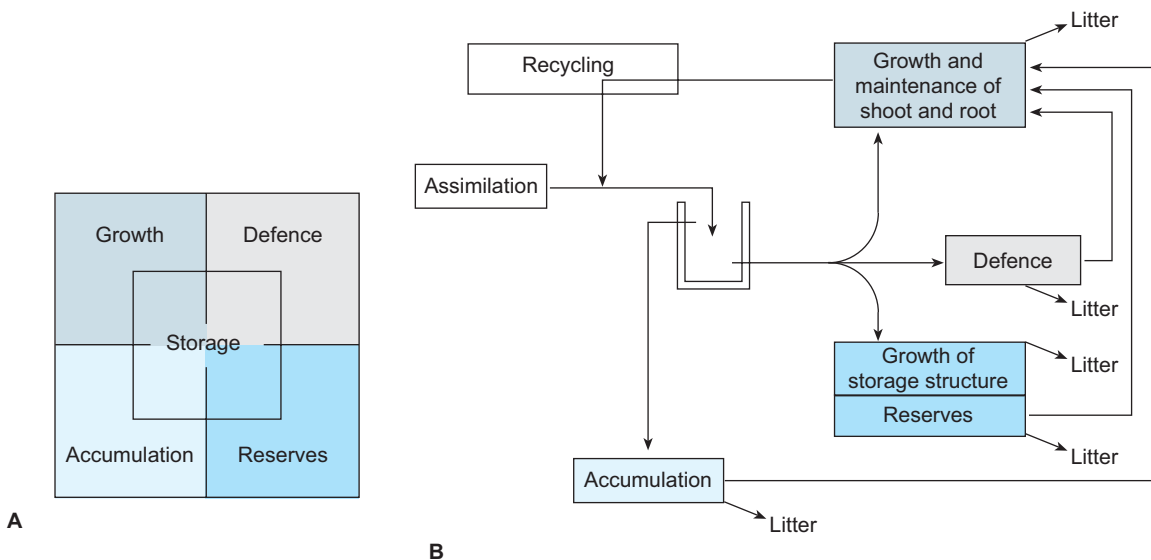 Growth
Defence
Storage
Accumulation
Reserves
A
Recycling
Assimilation
Growth and
maintenance of
shoot and root
Litter
Defence
Litter
Growth of
storage structure
Litter
Reserves
Litter
Accumulation
Litter
B